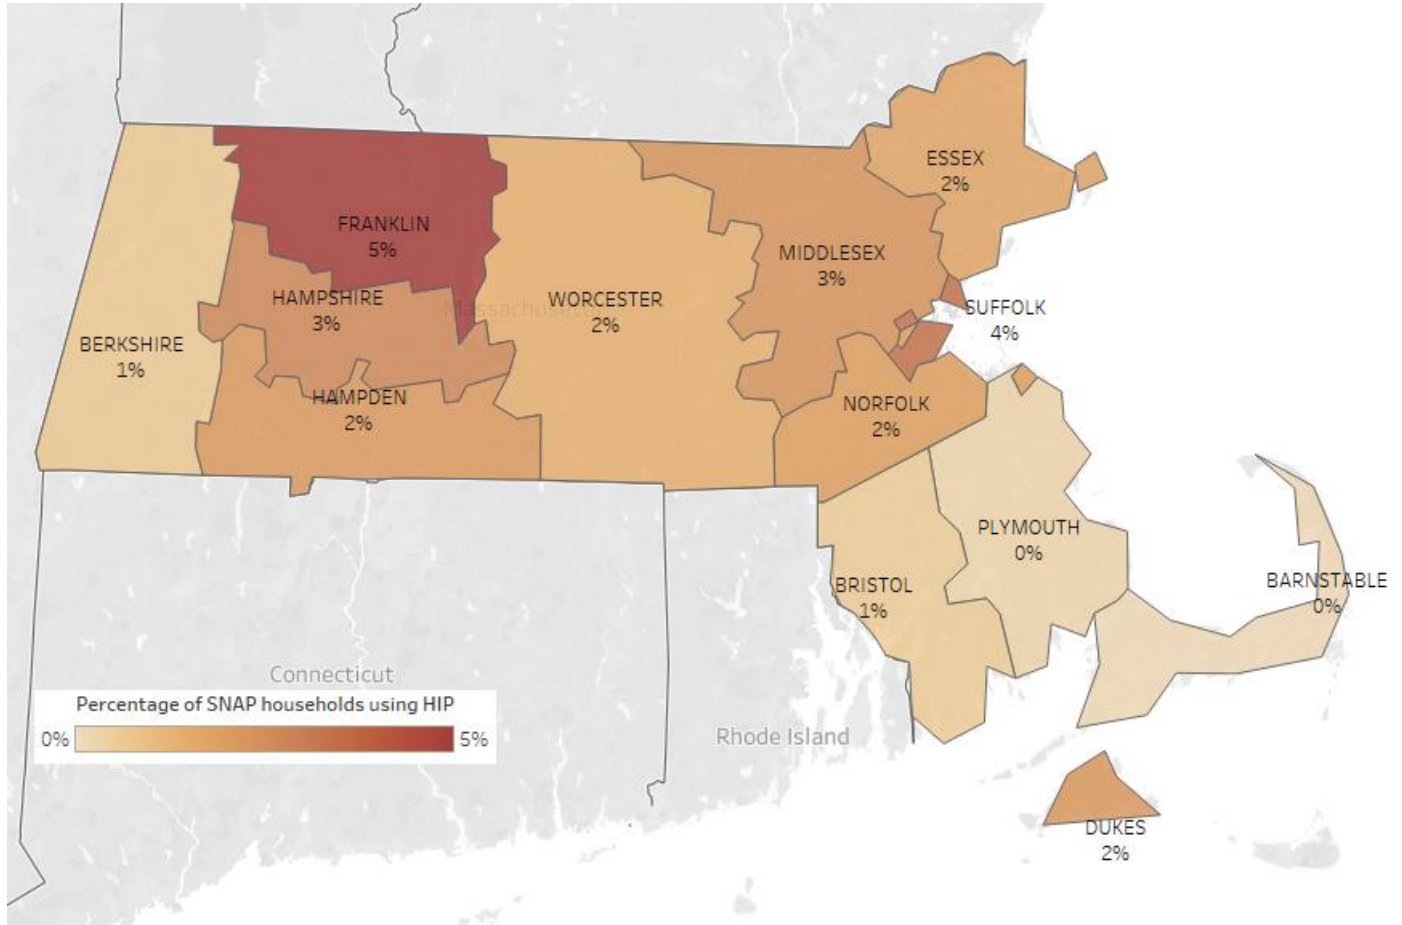 ESSEX
2%
FRANKLIN
5%
MIDDLESEX
3%
HAMPSHIRE
3%
Massachusetts
WORCESTER
2%
SUFFOLK
4%
BERKSHIRE
1%
HAMPDEN
2%
NORFOLK
2%
PLYMOUTH
0%
BRISTOL
1%
BARNSTABLE
0%
Connecticut
Percentage of SNAP households using HIP
0% 5%
Rhode Island
DUKES
2%